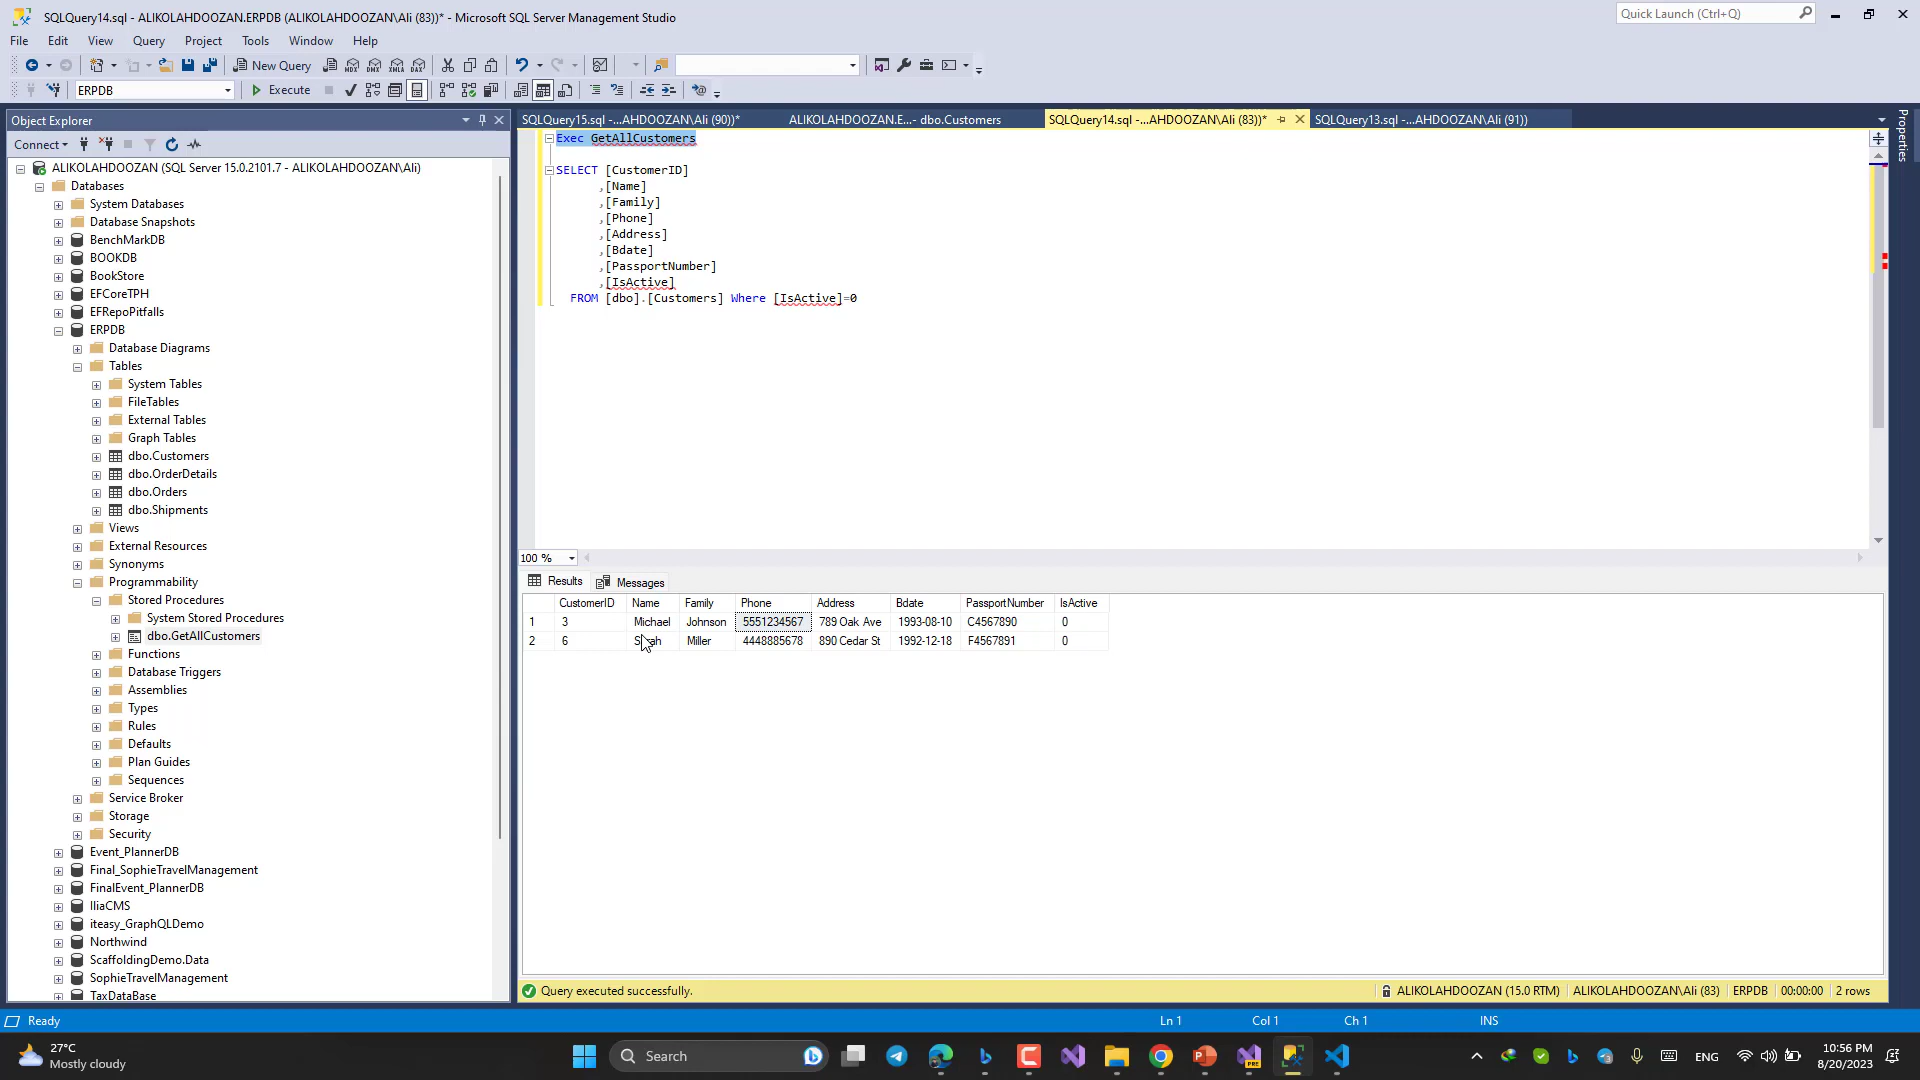 SQLQuery14.sql - ALIKOLAHDOOZAN.ERPDB (ALIKOLAHDOOZAN\Ali (83))* - Microsoft SQL Server Management Studio
Quick Launch (Ctrl+Q)
File Edit View Query Project Tools Window Help
New Query
MDX DMX XMLA DAX
ERPDB
Execute
Object Explorer
Connect
ALIKOLAHDOOZAN (SQL Server 15.0.2101.7 - ALIKOLAHDOOZAN\Ali)
Databases
System Databases
Database Snapshots
BenchMarkDB
BOOKDB
BookStore
EFCoreTPH
EFRepoPitfalls
ERPDB
Database Diagrams
Tables
System Tables
FileTables
External Tables
Graph Tables
dbo.Customers
dbo.OrderDetails
dbo.Orders
dbo.Shipments
Views
External Resources
Synonyms
Programmability
Stored Procedures
System Stored Procedures
dbo.GetAllCustomers
Functions
Database Triggers
Assemblies
Types
Rules
Defaults
Plan Guides
Sequences
Service Broker
Storage
Security
Event_PlannerDB
Final_SophieTravelManagement
FinalEvent_PlannerDB
IliaCMS
iteasy_GraphQLDemo
Northwind
ScaffoldingDemo.Data
SophieTravelManagement
TaxDataBase
SQLQuery15.sql -...AHDOOZAN\Ali (90))* ALIKOLAHDOOZAN.E...- dbo.Customers SQLQuery14.sql -...AHDOOZAN\Ali (83))* SQLQuery13.sql -...AHDOOZAN\Ali (91))
Exec GetAllCustomers
SELECT [CustomerID]
,[Name]
,[Family]
,[Phone]
,[Address]
,[Bdate]
,[PassportNumber]
,[IsActive]
FROM [dbo].[Customers] Where [IsActive]=0
Properties
100 %
Results Messages
CustomerID Name Family Phone Address Bdate PassportNumber IsActive
1 3 Michael Johnson 5551234567 789 Oak Ave 1993-08-10 C4567890 0
2 6 Miller 4448885678 890 Cedar St 1992-12-18 F4567891 0
Query executed successfully.
ALIKOLAHDOOZAN (15.0 RTM) ALIKOLAHDOOZAN\Ali (83) ERPDB 00:00:00 2 rows
Ready
Ln 1 Col 1 Ch 1 INS
27°C
Mostly cloudy
Search
ENG
10:56 PM
8/20/2023